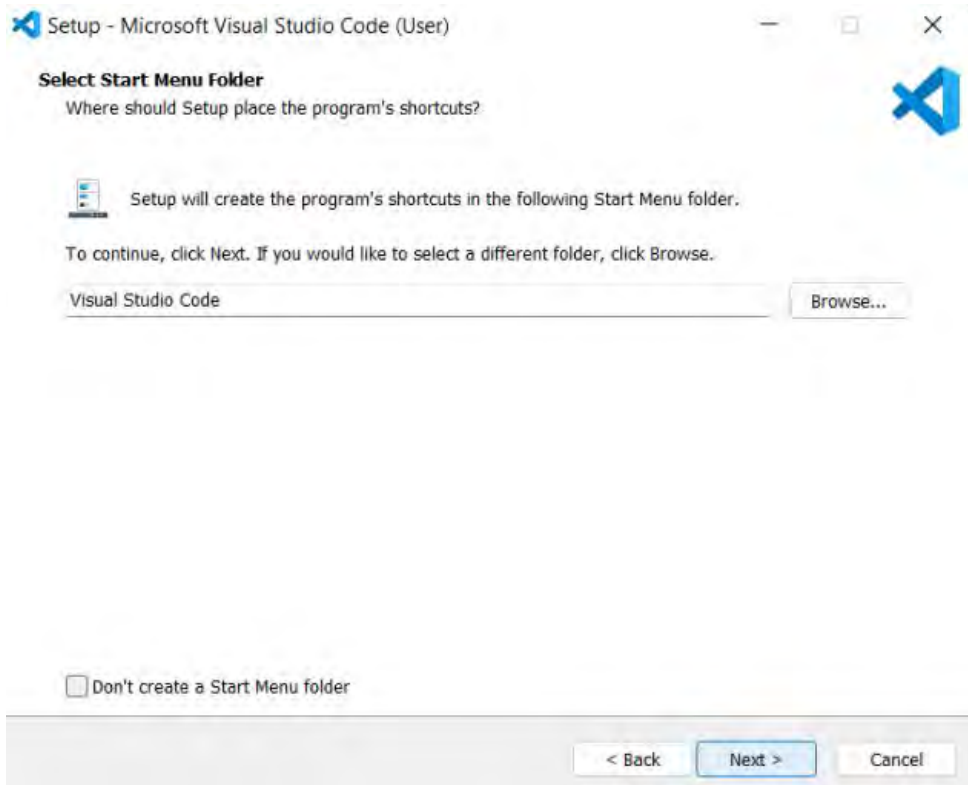 Setup - Microsoft Visual Studio Code (User)
Select Start Menu Folder
Where should Setup place the program's shortcuts?
Setup will create the program's shortcuts in the following Start Menu folder.
To continue, click Next. If you would like to select a different folder, click Browse.
Visual Studio Code
Browse...
Don't create a Start Menu folder
< Back
Next >
Cancel